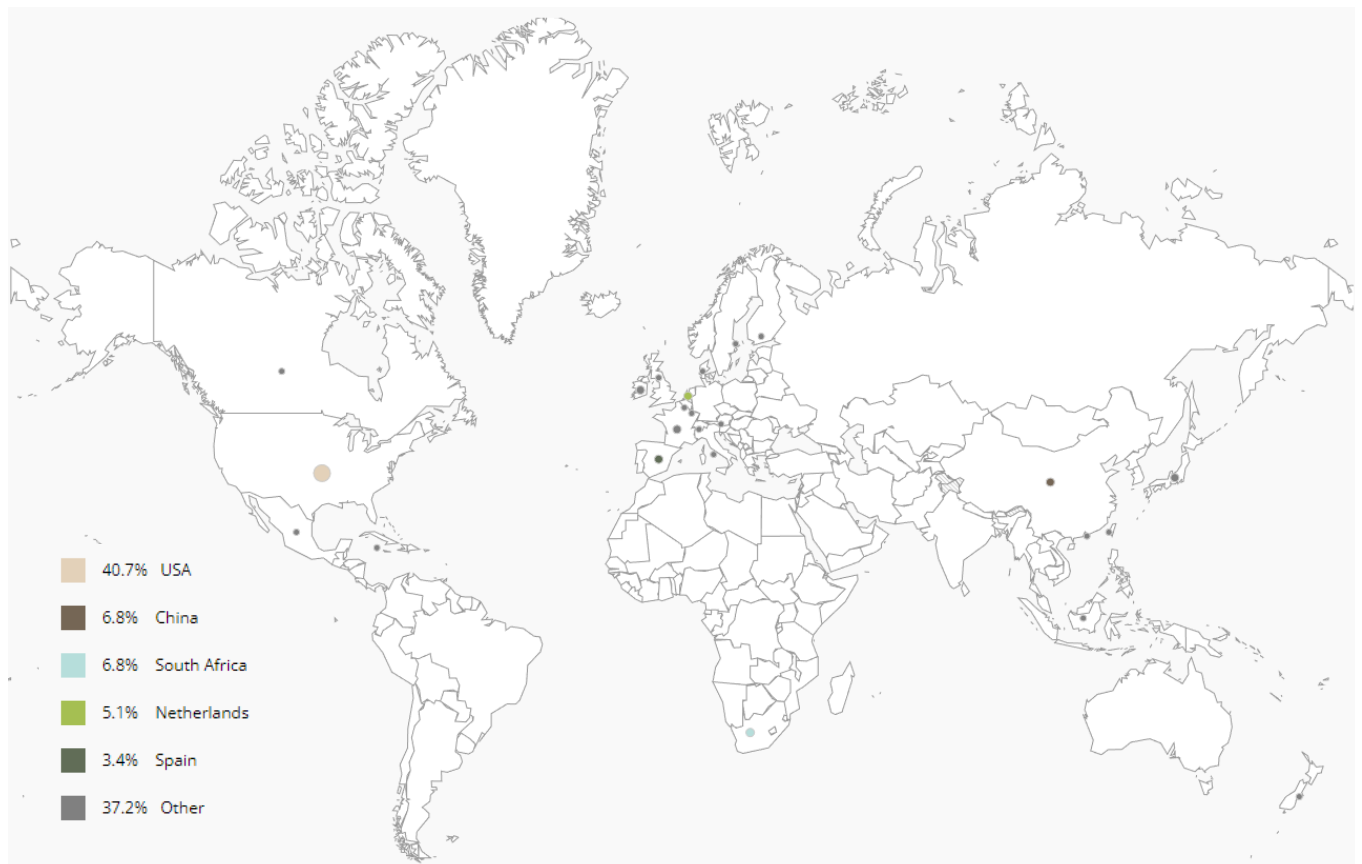 40.7% USA
6.8% China
6.8% South Africa
5.1% Netherlands
3.4% Spain
37.2% Other